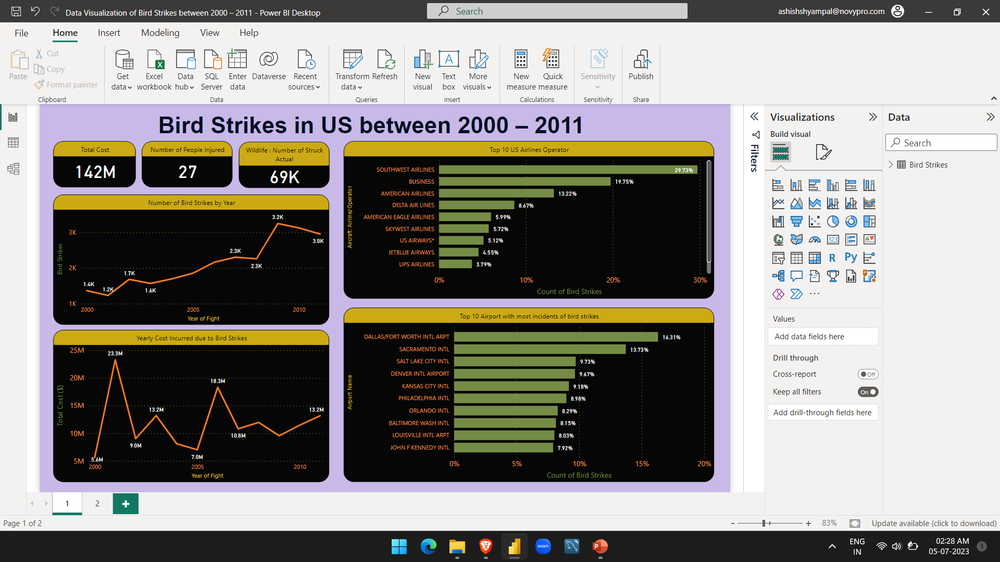 Data Visualization of Bird Strikes between 2000 – 2011 - Power BI Desktop
Search
ashishshyampal@novypro.com
File Home Insert Modeling View Help
Paste
Cut
Copy
Format painter
Clipboard
Get data
Excel workbook
Data hub
SQL Server
Enter data
Dataverse
Recent sources
Data
Transform data
Refresh
Queries
New visual
Text box
More visuals
Insert
New measure
Quick measure
Calculations
Sensitivity
Sensitivity
Publish
Share
Bird Strikes in US between 2000 – 2011
Total Cost
142M
Number of People Injured
27
Wildlife : Number of Struck
Actual
69K
Number of Bird Strikes by Year
Bird Strikes
3K
2K
1K
1.4K
1.2K
1.7K
1.6K
2.3K
2.3K
3.2K
3.0K
2000 2005 2010
Year of Fight
Yearly Cost Incurred due to Bird Strikes
Total Cost ($)
25M
20M
15M
10M
5M
5.6M
23.3M
9.0M
13.2M
7.0M
18.3M
10.8M
13.2M
2000 2005 2010
Year of Fight
Top 10 US Airlines Operator
Aircraft: Airline/Operator
SOUTHWEST AIRLINES 29.73%
BUSINESS 19.75%
AMERICAN AIRLINES 13.22%
DELTA AIR LINES 8.67%
AMERICAN EAGLE AIRLINES 5.99%
SKYWEST AIRLINES 5.72%
US AIRWAYS* 5.12%
JETBLUE AIRWAYS 4.55%
UPS AIRLINES 3.79%
0% 10% 20% 30%
Count of Bird Strikes
Top 10 Airport with most incidents of bird strikes
Airport Name
DALLAS/FORT WORTH INTL ARPT 16.31%
SACRAMENTO INTL 13.73%
SALT LAKE CITY INTL 9.73%
DENVER INTL AIRPORT 9.67%
KANSAS CITY INTL 9.18%
PHILADELPHIA INTL 8.98%
ORLANDO INTL 8.29%
BALTIMORE WASH INTL 8.15%
LOUISVILLE INTL ARPT 8.03%
JOHN F KENNEDY INTL 7.92%
0% 5% 10% 15% 20%
Count of Bird Strikes
Filters
Visualizations
Build visual
123
R
Py
Values
Add data fields here
Drill through
Cross-report Off
Keep all filters On
Add drill-through fields here
Data
Search
Bird Strikes
1 2
Page 1 of 2
- + 83%
Update available (click to download)
zoom
P
ENG
IN
02:28 AM
05-07-2023
3